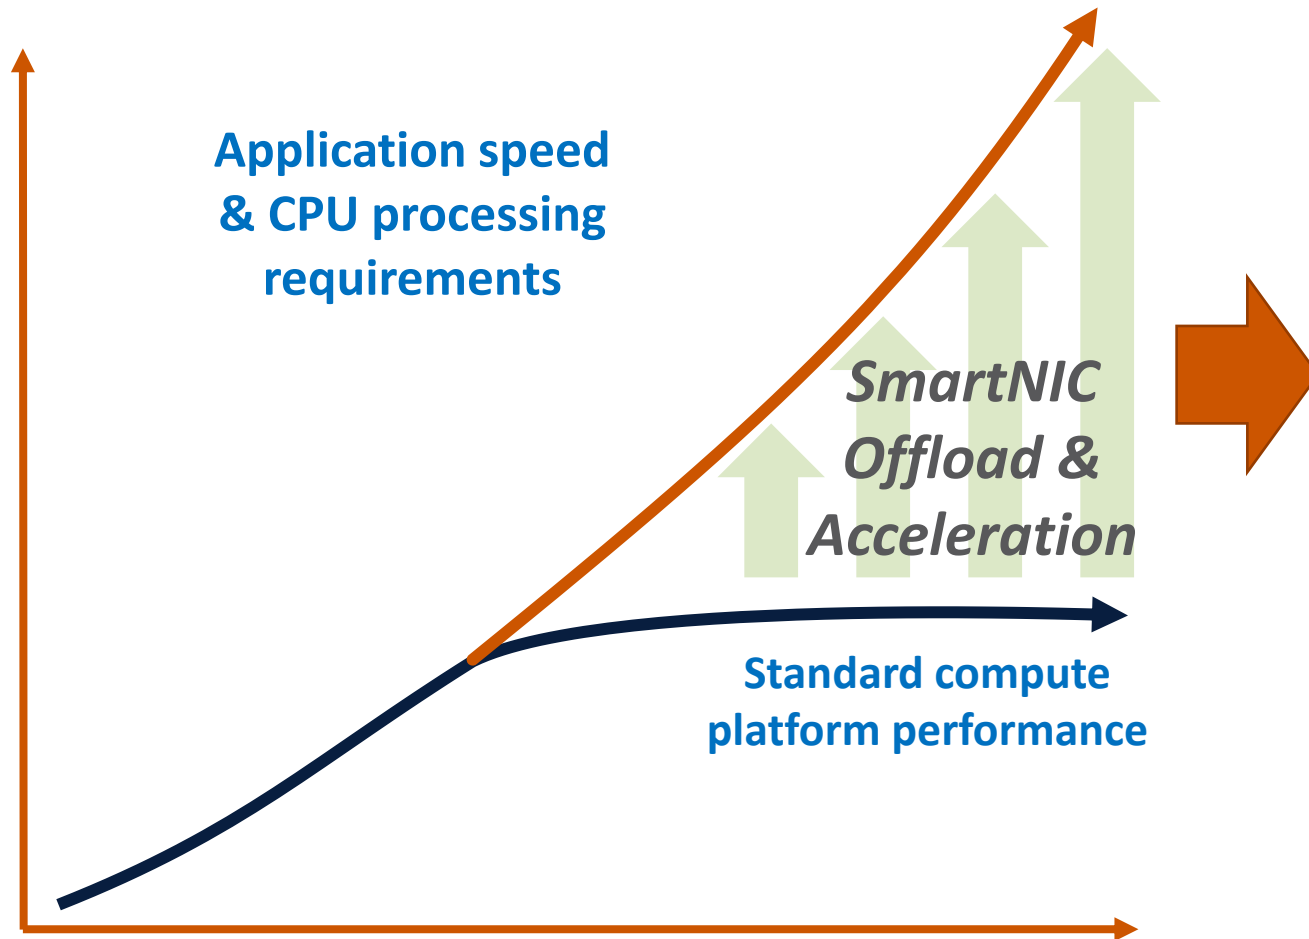 Application speed
& CPU processing
requirements
SmartNIC
Offload &
Acceleration
Standard compute
platform performance